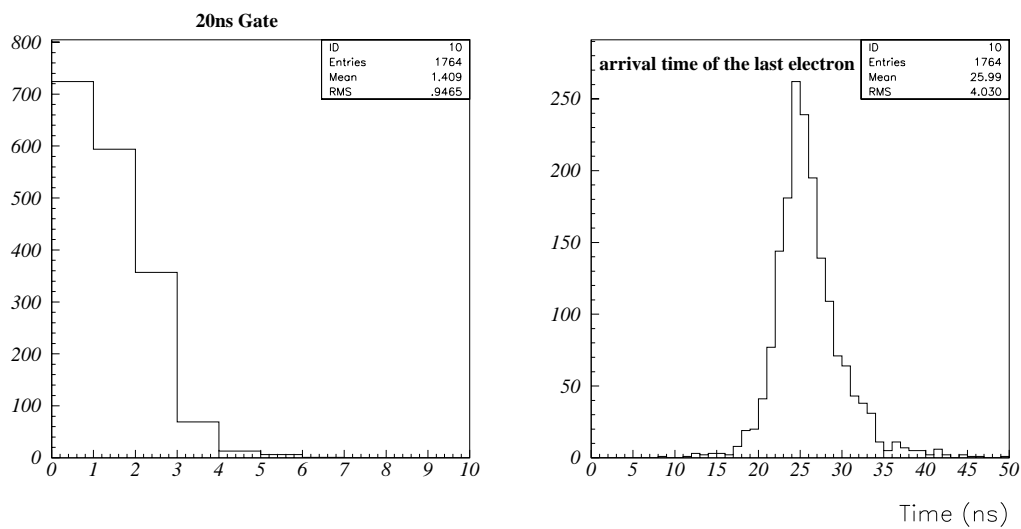 20ns Gate
ID 10
Entries 1764
Mean 1.409
RMS .9465
800
700
600
500
400
300
200
100
0
0 1 2 3 4 5 6 7 8 9 10
arrival time of the last electron
ID 10
Entries 1764
Mean 25.99
RMS 4.030
250
200
150
100
50
0
0 5 10 15 20 25 30 35 40 45 50
Time (ns)